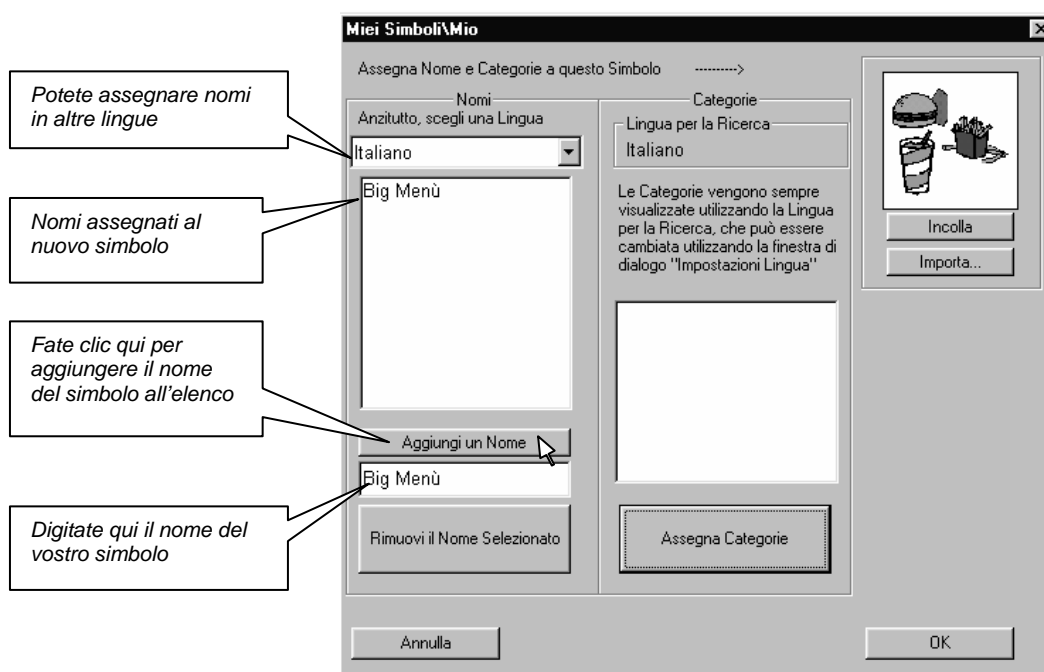 Miei Simboli\Mio
Assegna Nome e Categorie a questo Simbolo ---------->
Potete assegnare nomi
in altre lingue
Nomi assegnati al
nuovo simbolo
Fate clic qui per
aggiungere il nome
del simbolo all'elenco
Digitate qui il nome del
vostro simbolo
Nomi
Anzitutto, scegli una Lingua
Italiano
Big Menù
Aggiungi un Nome
Big Menù
Rimuovi il Nome Selezionato
Categorie
Lingua per la Ricerca
Italiano
Le Categorie vengono sempre
visualizzate utilizzando la Lingua
per la Ricerca, che può essere
cambiata utilizzando la finestra di
dialogo "Impostazioni Lingua"
Assegna Categorie
Incolla
Importa...
Annulla
OK